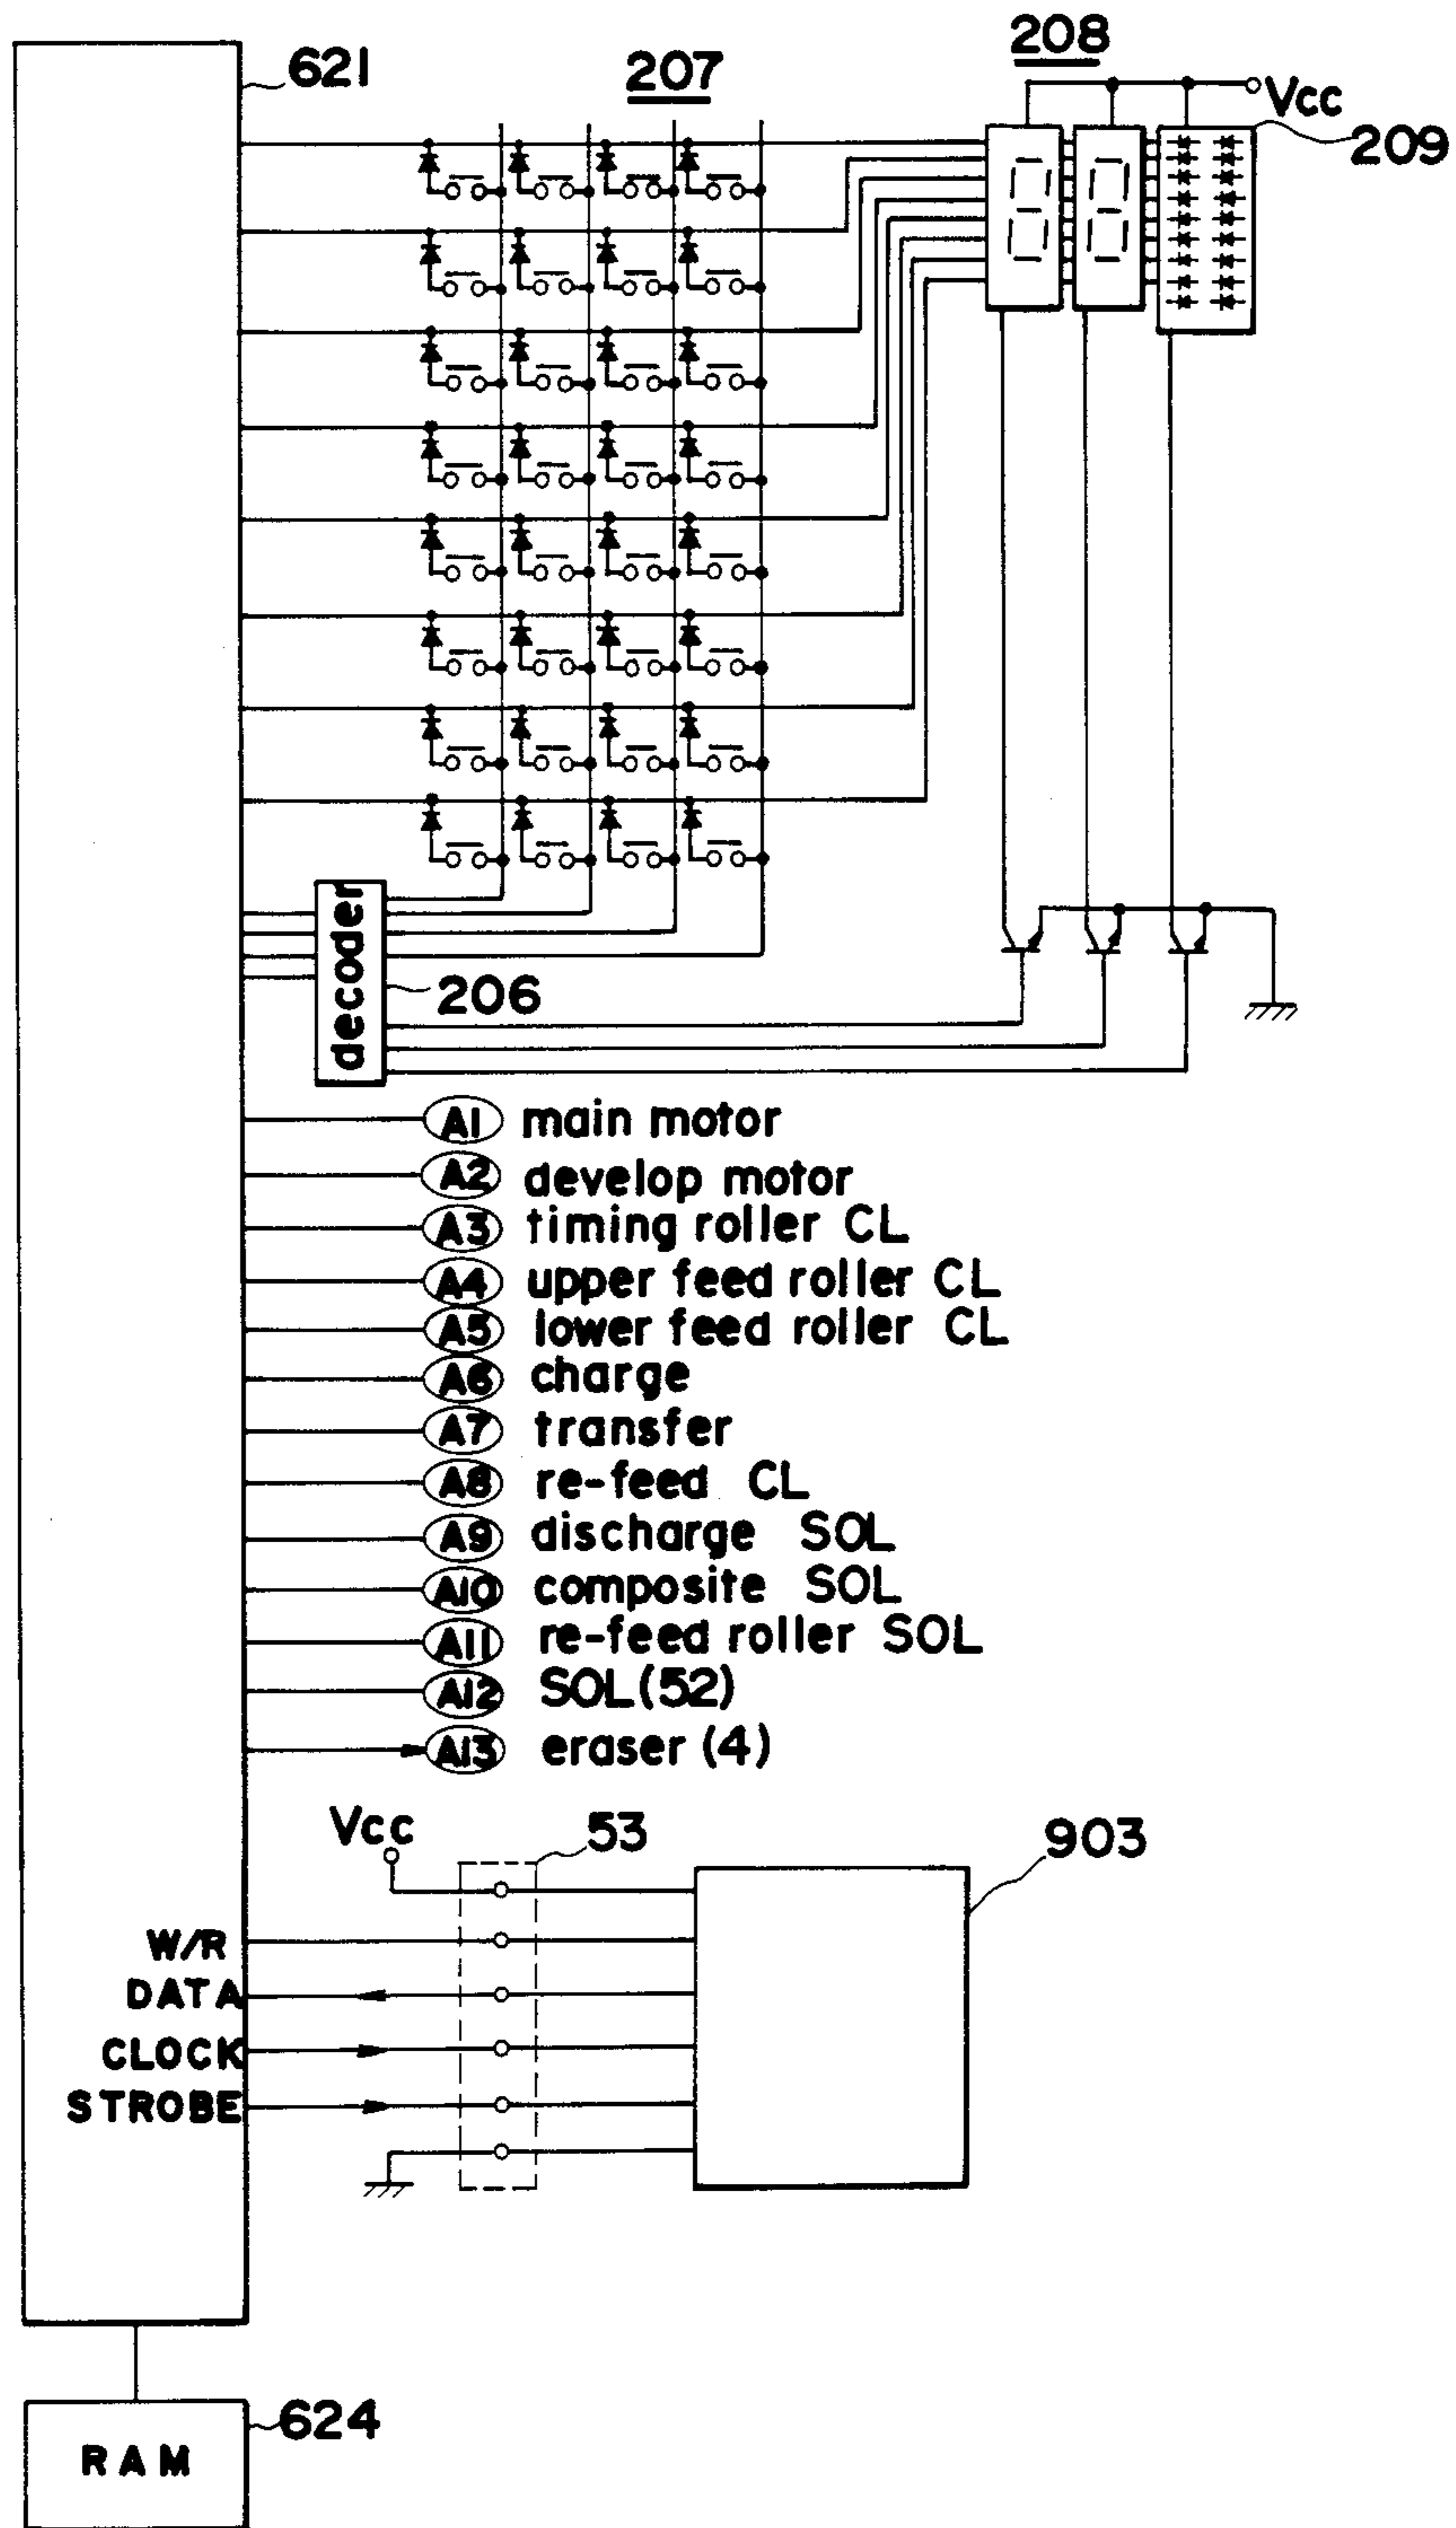 208
621
207
Vcc
209
decoder
206
A1 main motor
A2 develop motor
A3 timing roller CL
A4 upper feed roller CL
A5 lower feed roller CL
A6 charge
A7 transfer
A8 re-feed CL
A9 discharge SOL
A10 composite SOL
A11 re-feed roller SOL
A12 SOL(52)
A13 eraser (4)
Vcc
53
903
W/R
DATA
CLOCK
STROBE
624
RAM